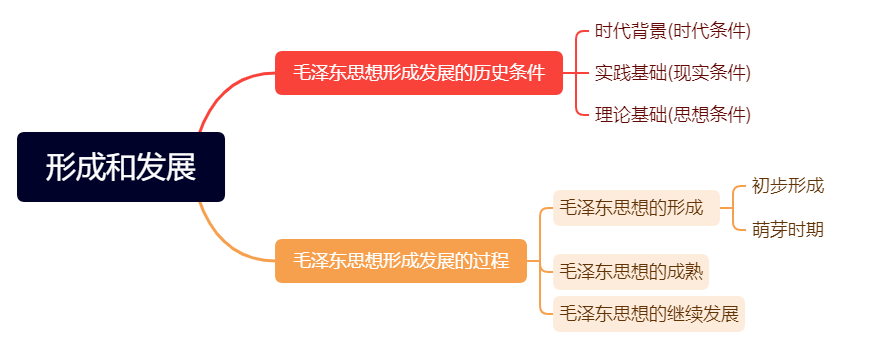 形成和发展
毛泽东思想形成发展的历史条件
时代背景(时代条件)
实践基础(现实条件)
理论基础(思想条件)
毛泽东思想形成发展的过程
毛泽东思想的形成
初步形成
萌芽时期
毛泽东思想的成熟
毛泽东思想的继续发展